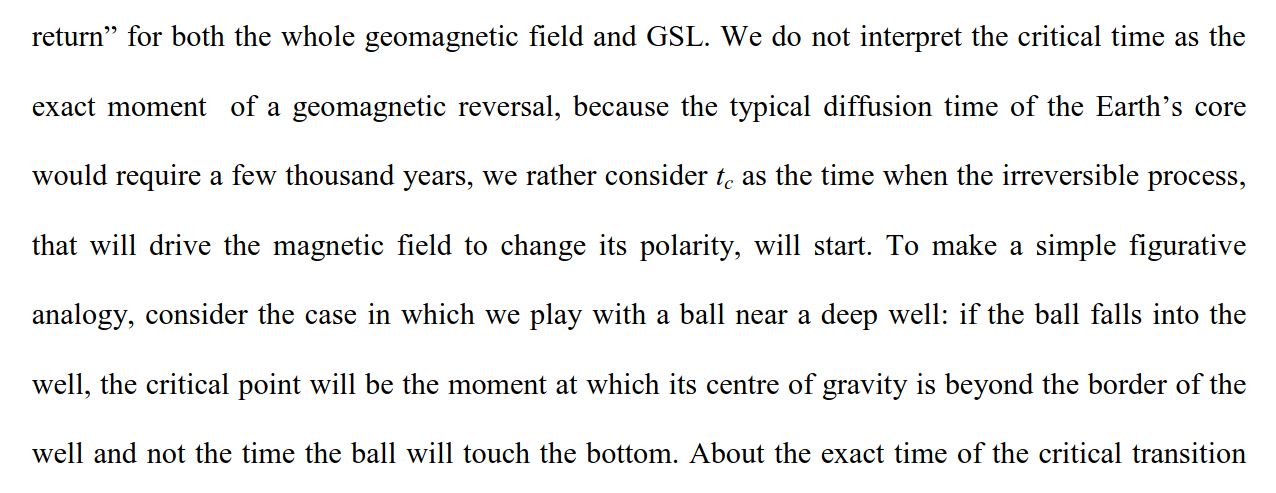 return” for both the whole geomagnetic field and GSL. We do not interpret the critical time as the
exact moment  of a geomagnetic reversal, because the typical diffusion time of the Earth’s core
would require a few thousand years, we rather consider tc as the time when the irreversible process,
that will drive the magnetic field to change its polarity, will start. To make a simple figurative
analogy, consider the case in which we play with a ball near a deep well: if the ball falls into the
well, the critical point will be the moment at which its centre of gravity is beyond the border of the
well and not the time the ball will touch the bottom. About the exact time of the critical transition